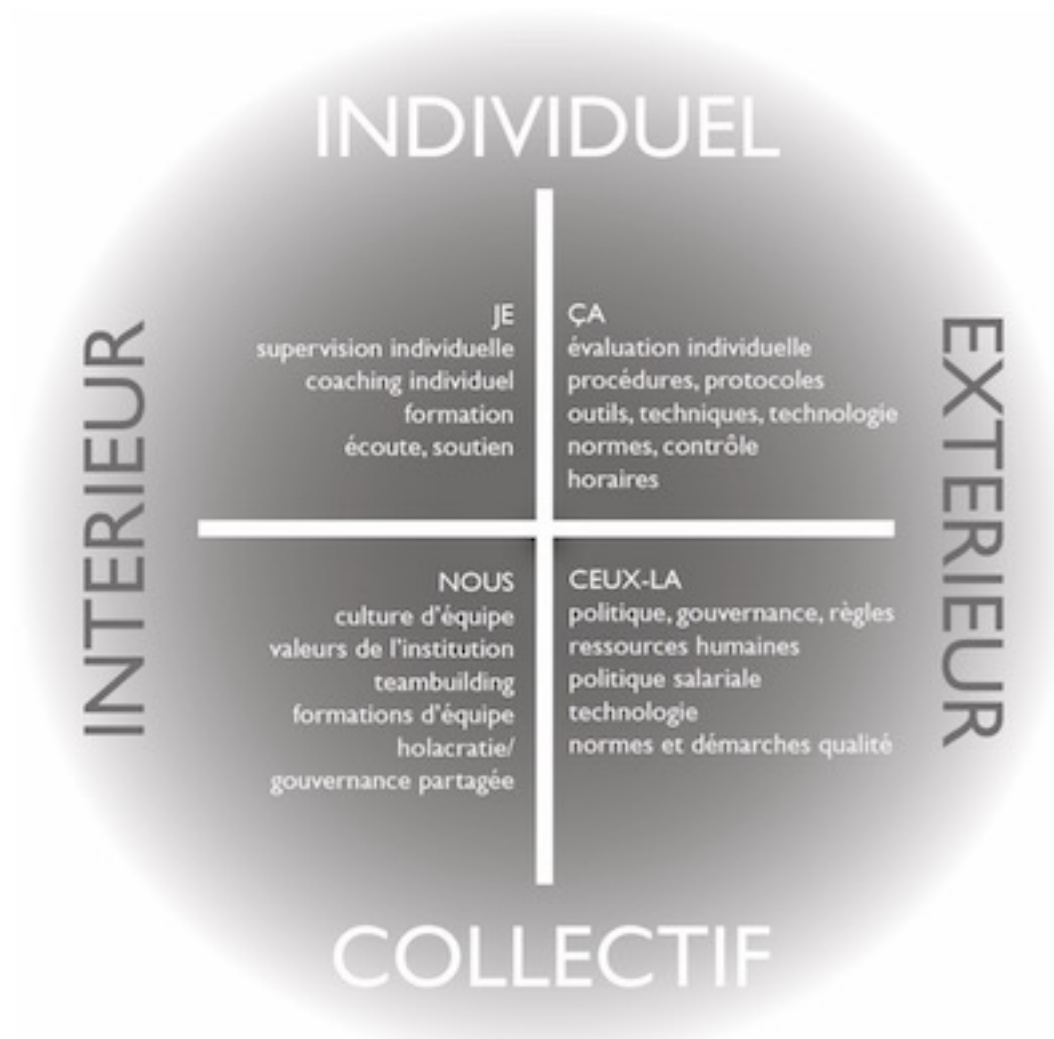 INDIVIDUEL
INTERIEUR
JE
supervision individuelle
coaching individuel
formation
écoute, soutien
ÇA
évaluation individuelle
procédures, protocoles
outils, techniques, technologie
normes, contrôle
horaires
EXTERIEUR
NOUS
culture d'équipe
valeurs de l'institution
teambuilding
formations d'équipe
holacratie/
gouvernance partagée
CEUX-LA
politique, gouvernance, règles
ressources humaines
politique salariale
technologie
normes et démarches qualité
COLLECTIF